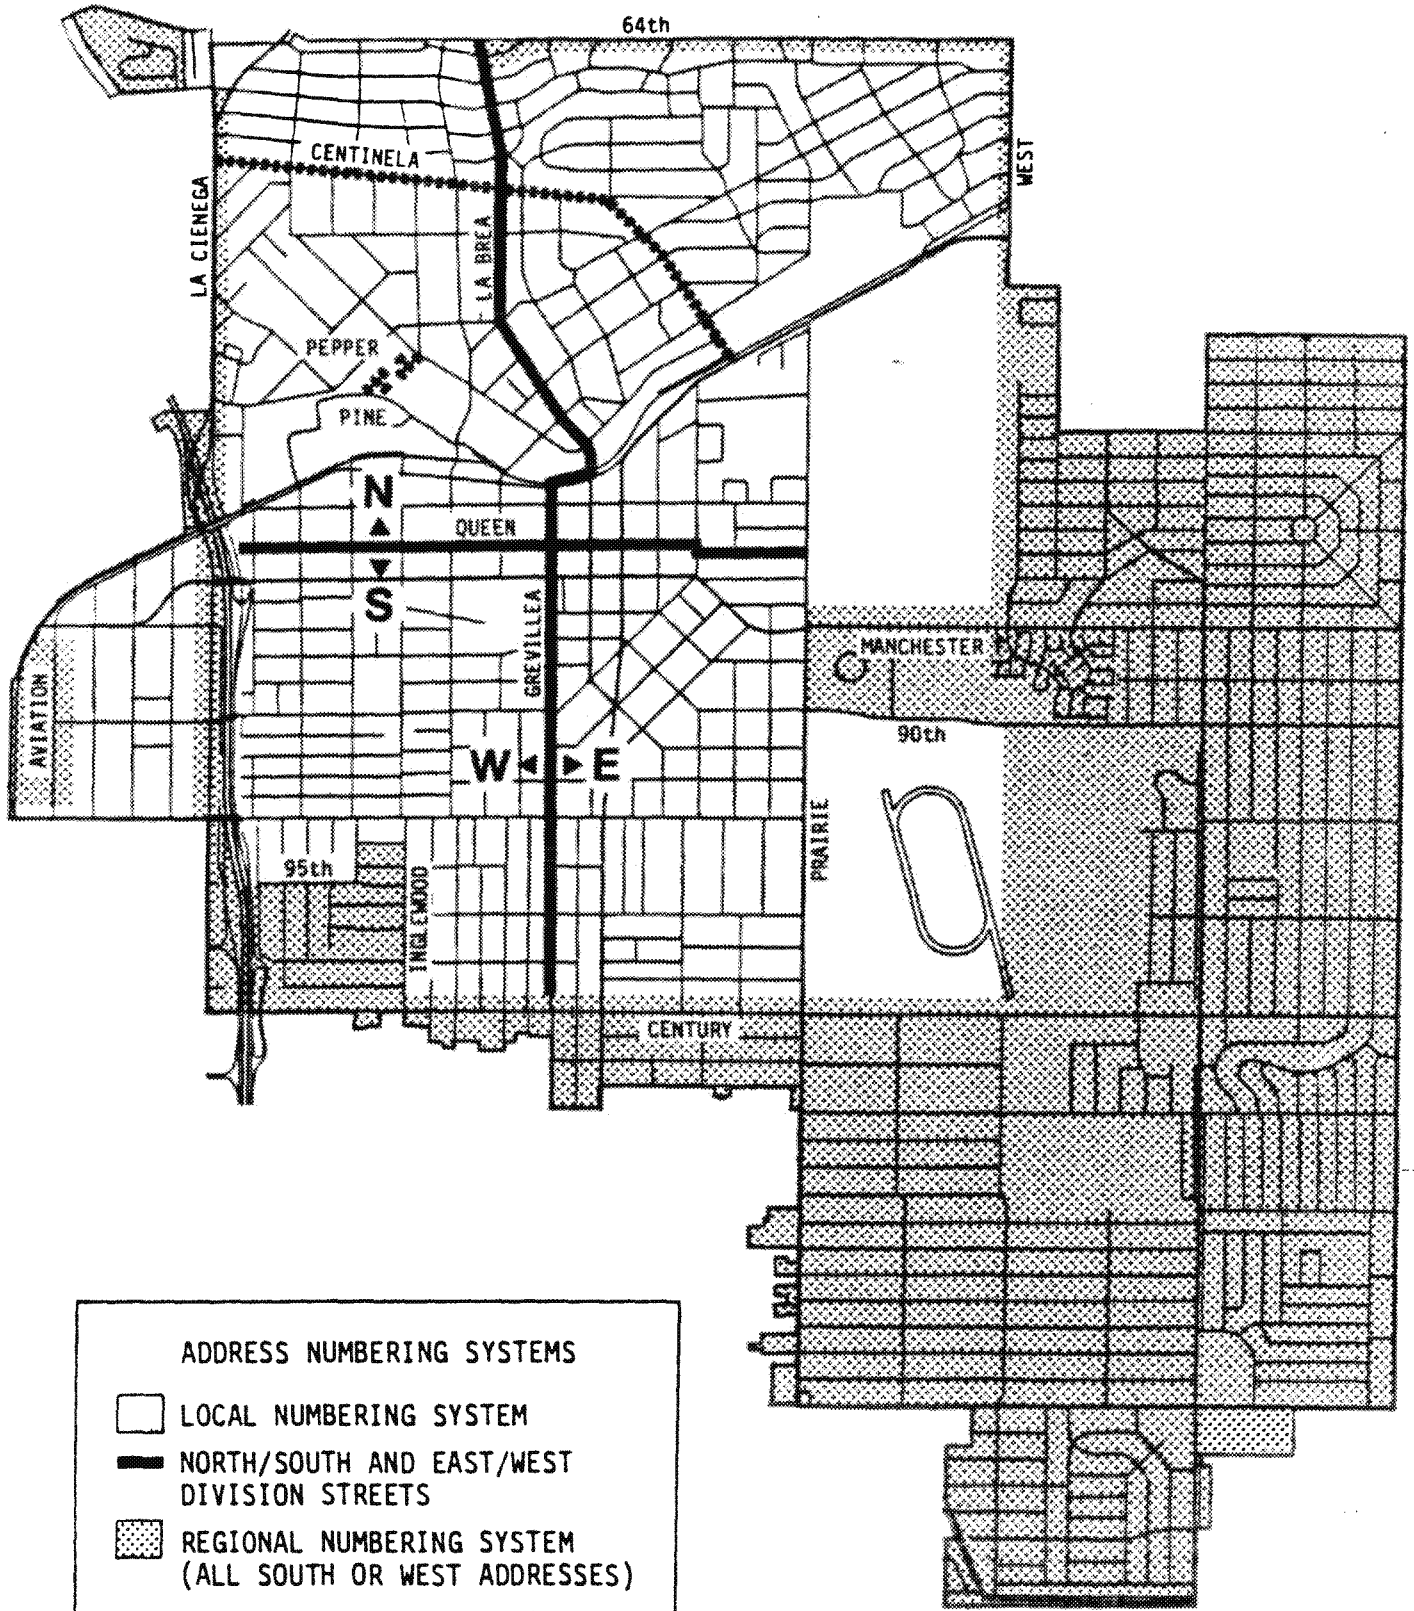 64th
CENTINELA
WEST
LA CIENEGA
LA BREA
PEPPER
PINE
N
QUEEN
S
GREVILLEA
MANCHESTER
AVIATION
90th
W E
PRAIRIE
95th
INGLEWOOD
CENTURY
ADDRESS NUMBERING SYSTEMS
LOCAL NUMBERING SYSTEM
NORTH/SOUTH AND EAST/WEST
DIVISION STREETS
REGIONAL NUMBERING SYSTEM
(ALL SOUTH OR WEST ADDRESSES)